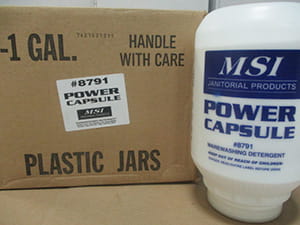 -1 GAL.
HANDLE
WITH CARE
#8791
POWER
CAPSULE
MSI
PLASTIC JARS
MSI
JANITORIAL PRODUCTS
POWER
CAPSULE
#8791
WAREWASHING DETERGENT
KEEP OUT OF REACH OF CHILDREN